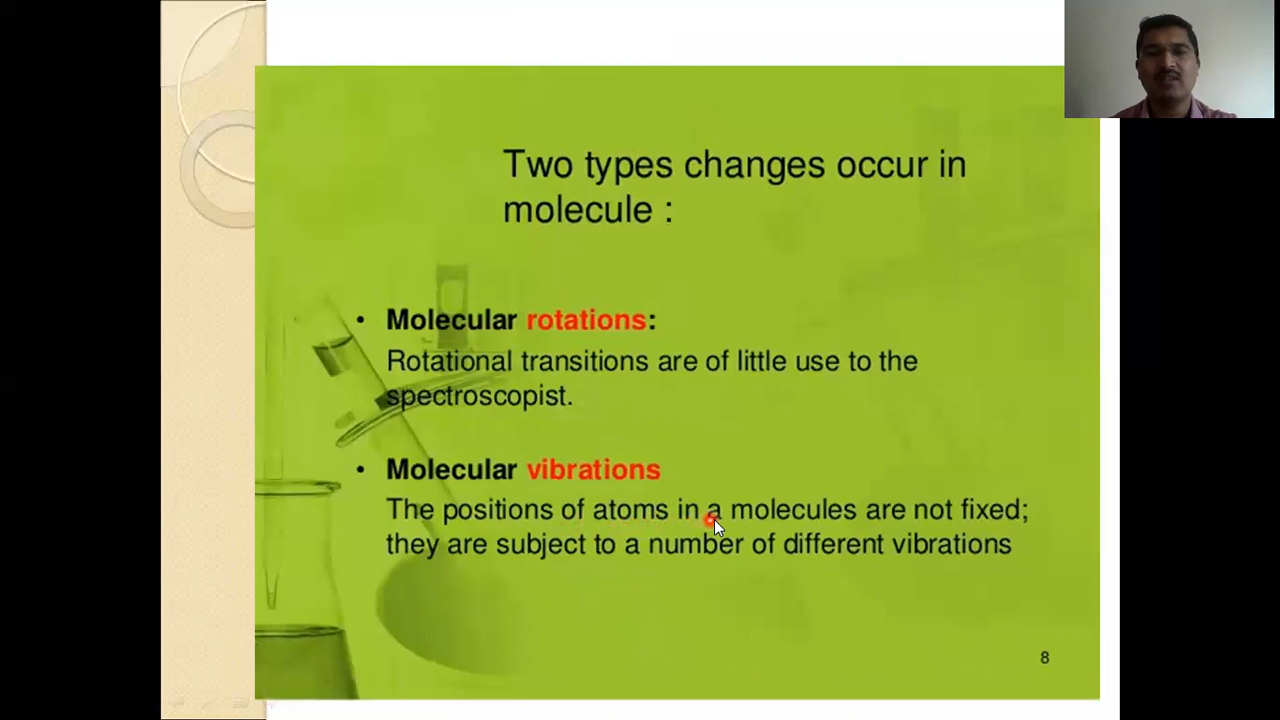 Two types changes occur in
molecule :
• Molecular rotations:
Rotational transitions are of little use to the
spectroscopist.
• Molecular vibrations
The positions of atoms in a molecules are not fixed;
they are subject to a number of different vibrations
8